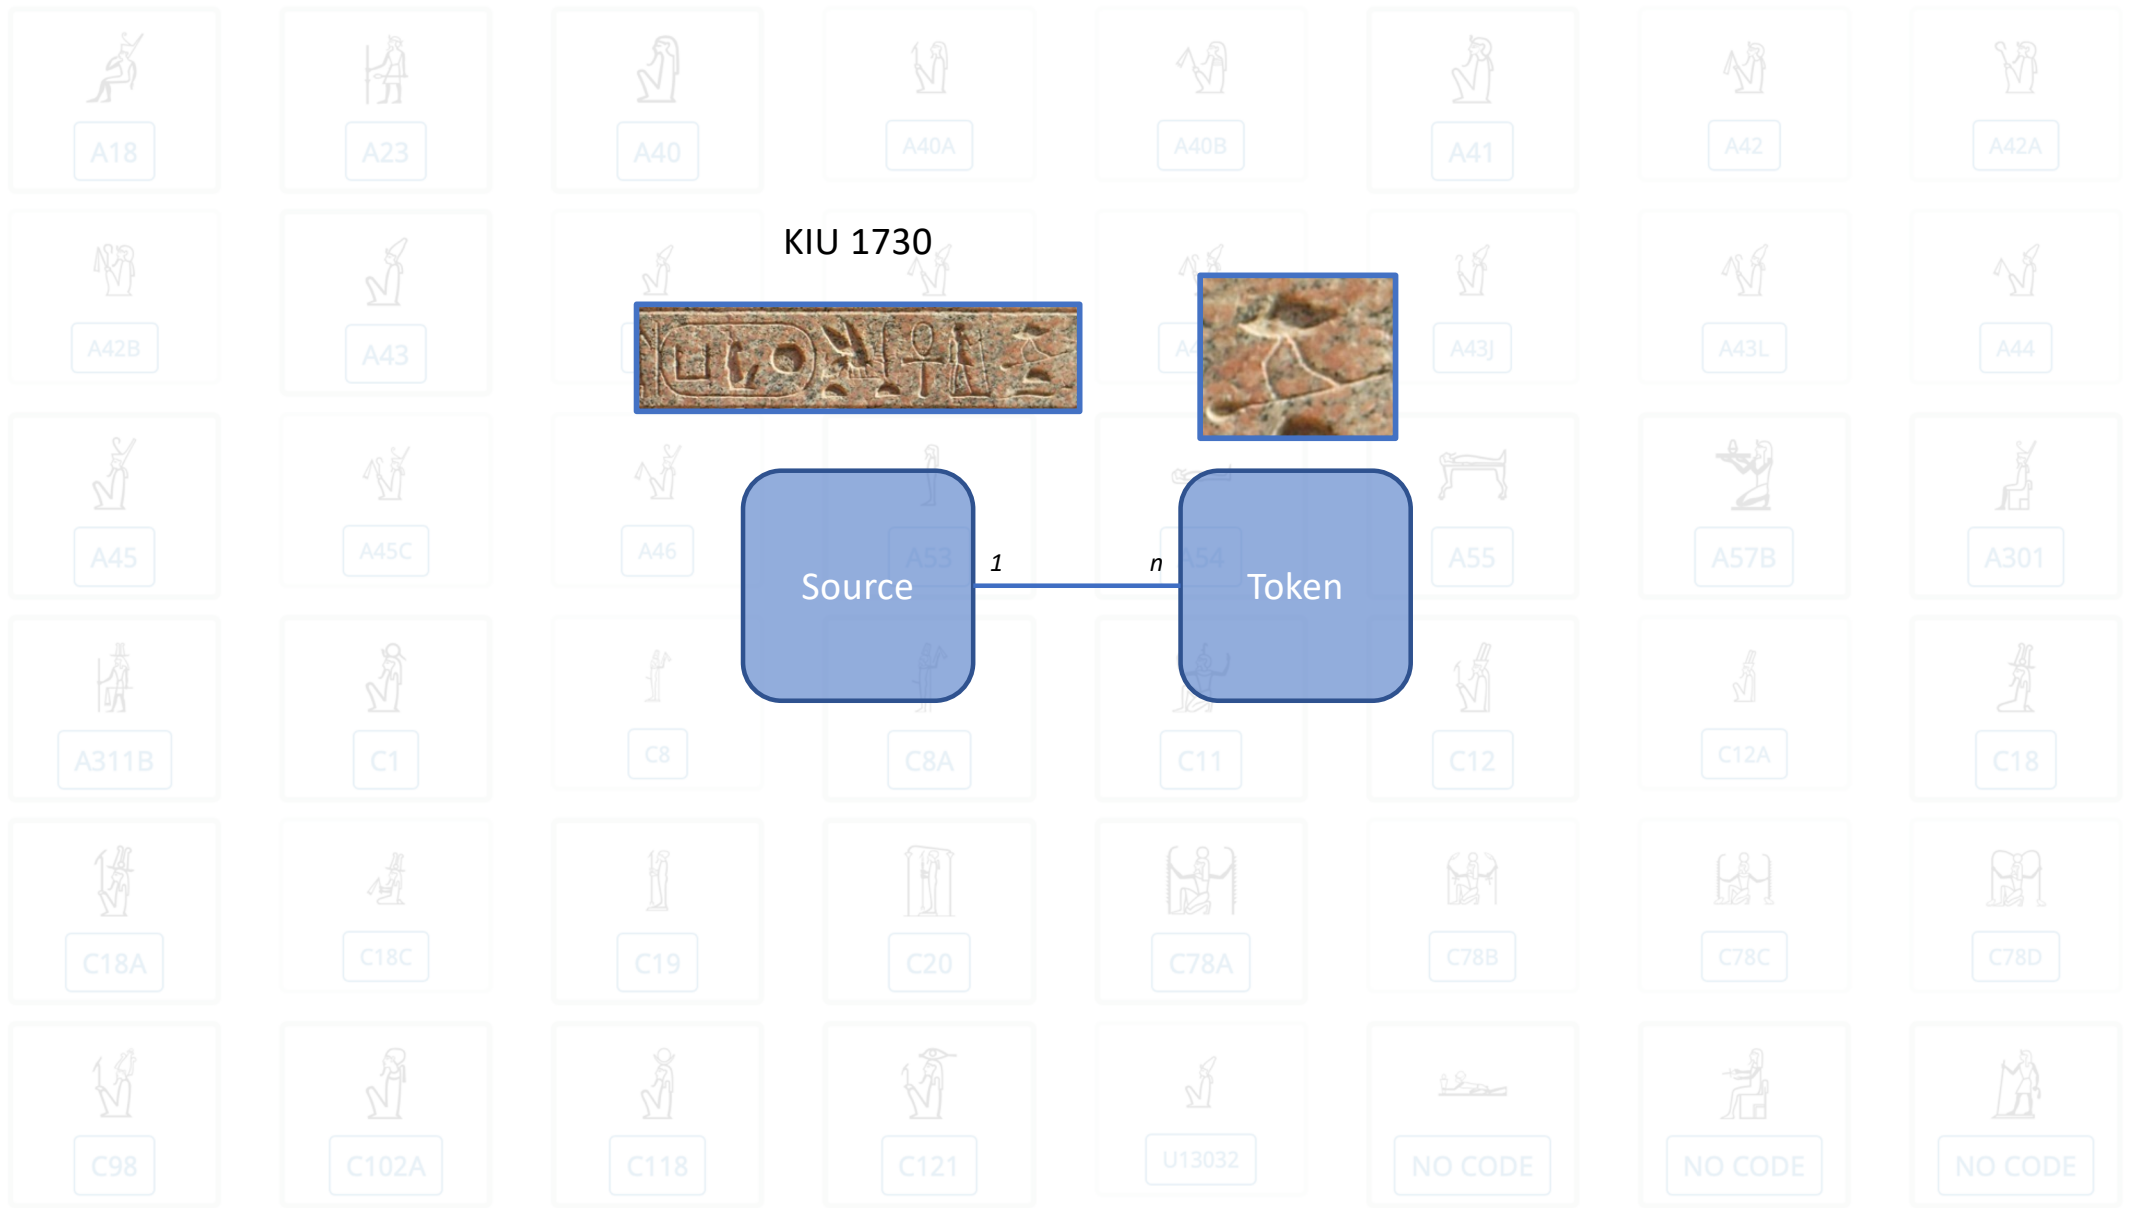 A18 A23 A40 A40A A40B A41 A42 A42A
KIU 1730
A42B A43 A43J A43L A44
A45 A45C A46 A53 A54 A55 A57B A301
1 n
Source Token
A311B C1 C8 C8A C11 C12 C12A C18
C18A C18C C19 C20 C78A C78B C78C C78D
C98 C102A C118 C121 U13032 NO CODE NO CODE NO CODE